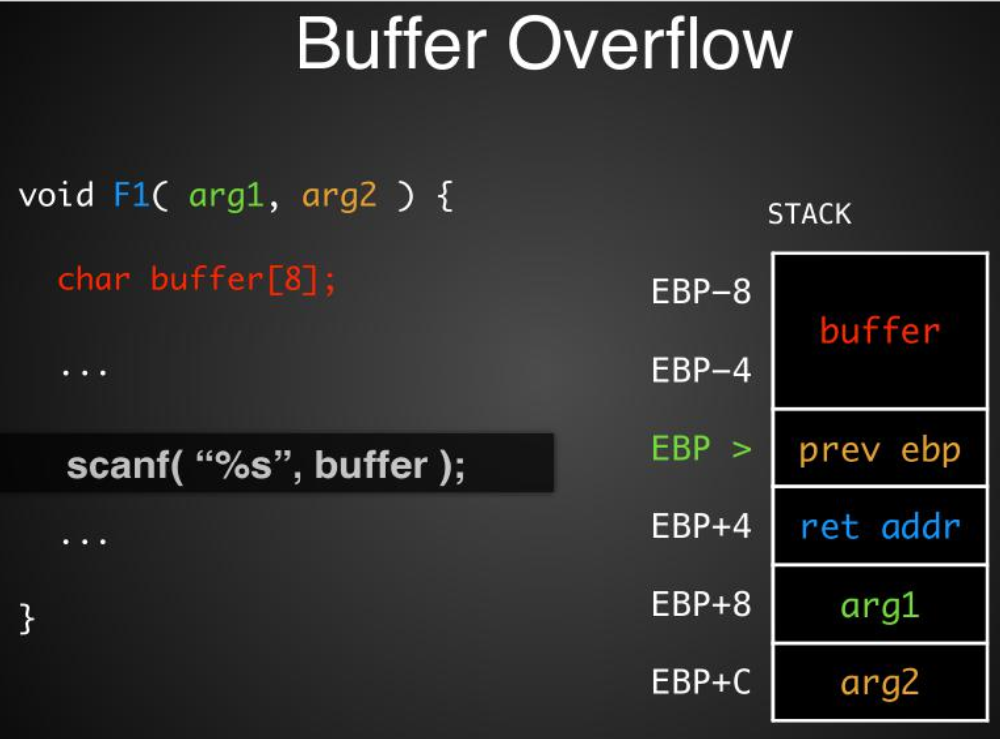 Buffer Overflow
void F1( arg1, arg2 ) {
char buffer[8];
...
scanf( “%s”, buffer );
...
}
STACK
EBP–8
buffer
EBP–4
EBP >
prev ebp
EBP+4
ret addr
EBP+8
arg1
EBP+C
arg2